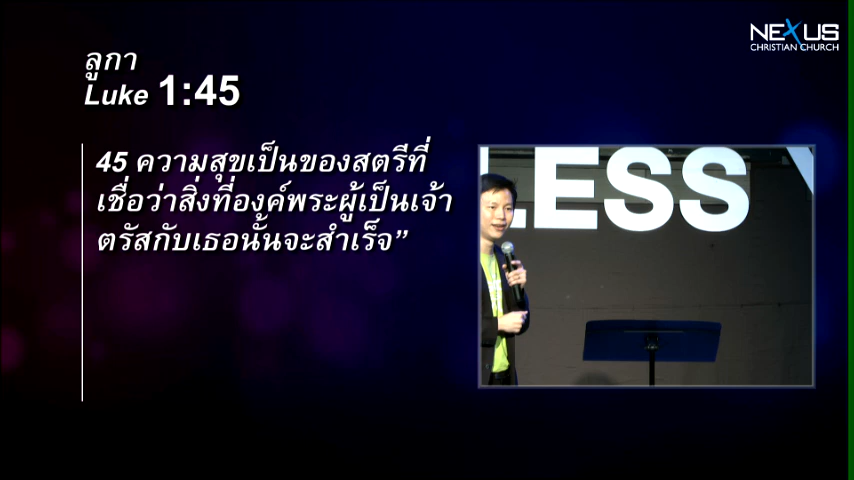 NEXUS
CHRISTIAN CHURCH
ลูกา
Luke 1:45
45 ความสุขเป็นของสตรีที่
เชื่อว่าสิ่งที่องค์พระผู้เป็นเจ้า
ตรัสกับเธอนั้นจะสำเร็จ”
LESS